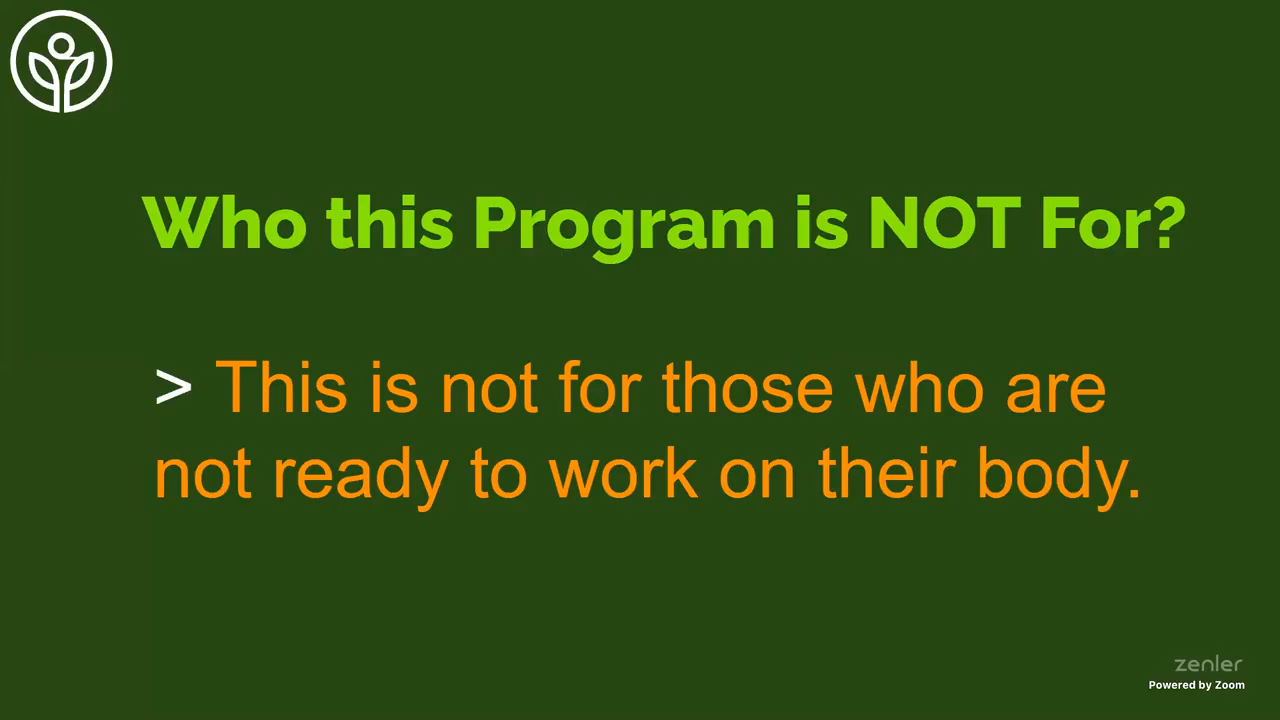 Who this Program is NOT For?
> This is not for those who are
not ready to work on their body.
zenler
Powered by Zoom